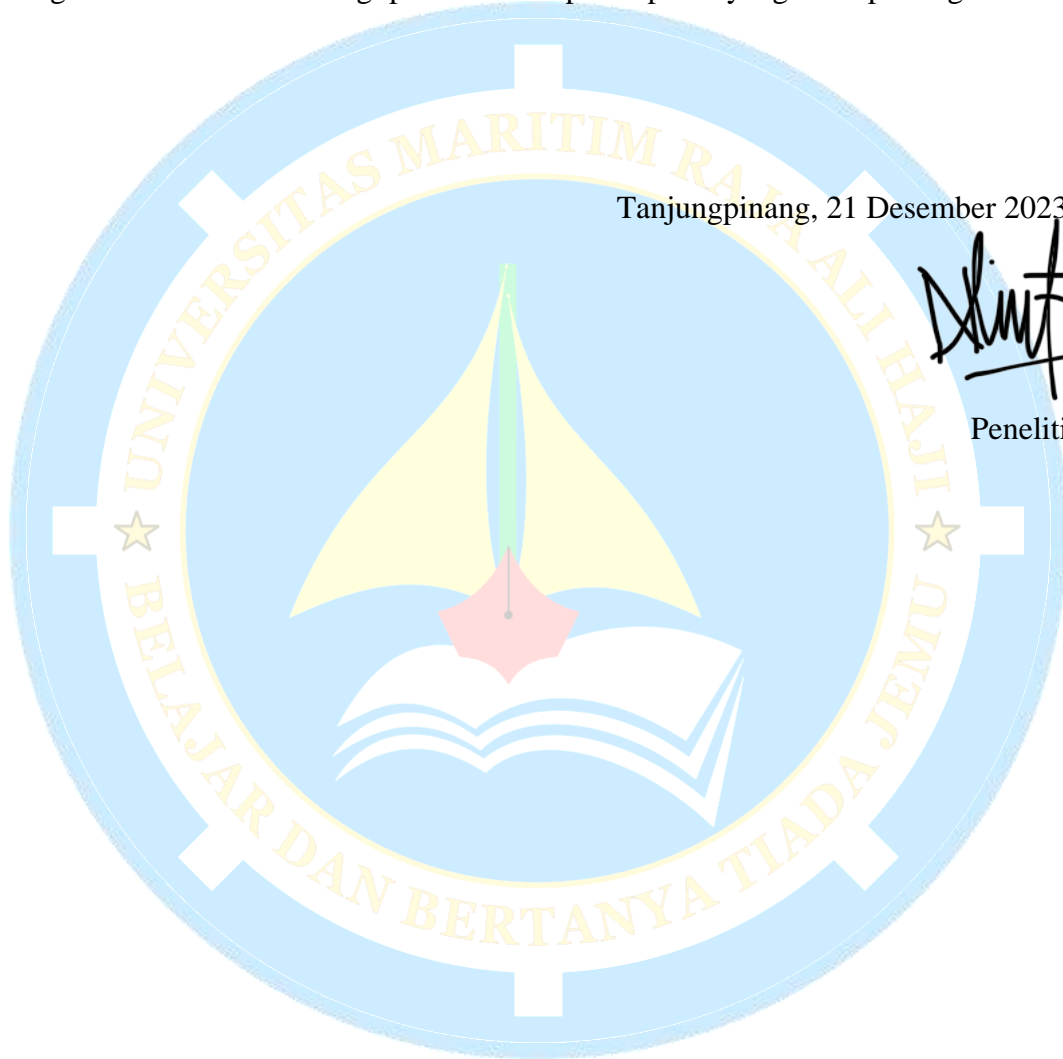 Tanjungpinang, 21 Desember 2023
Peneliti
UNIVERSITAS MARITIM RAJA ALI HAJI
BELAJAR DAN BERTANYA TIADA JEMU